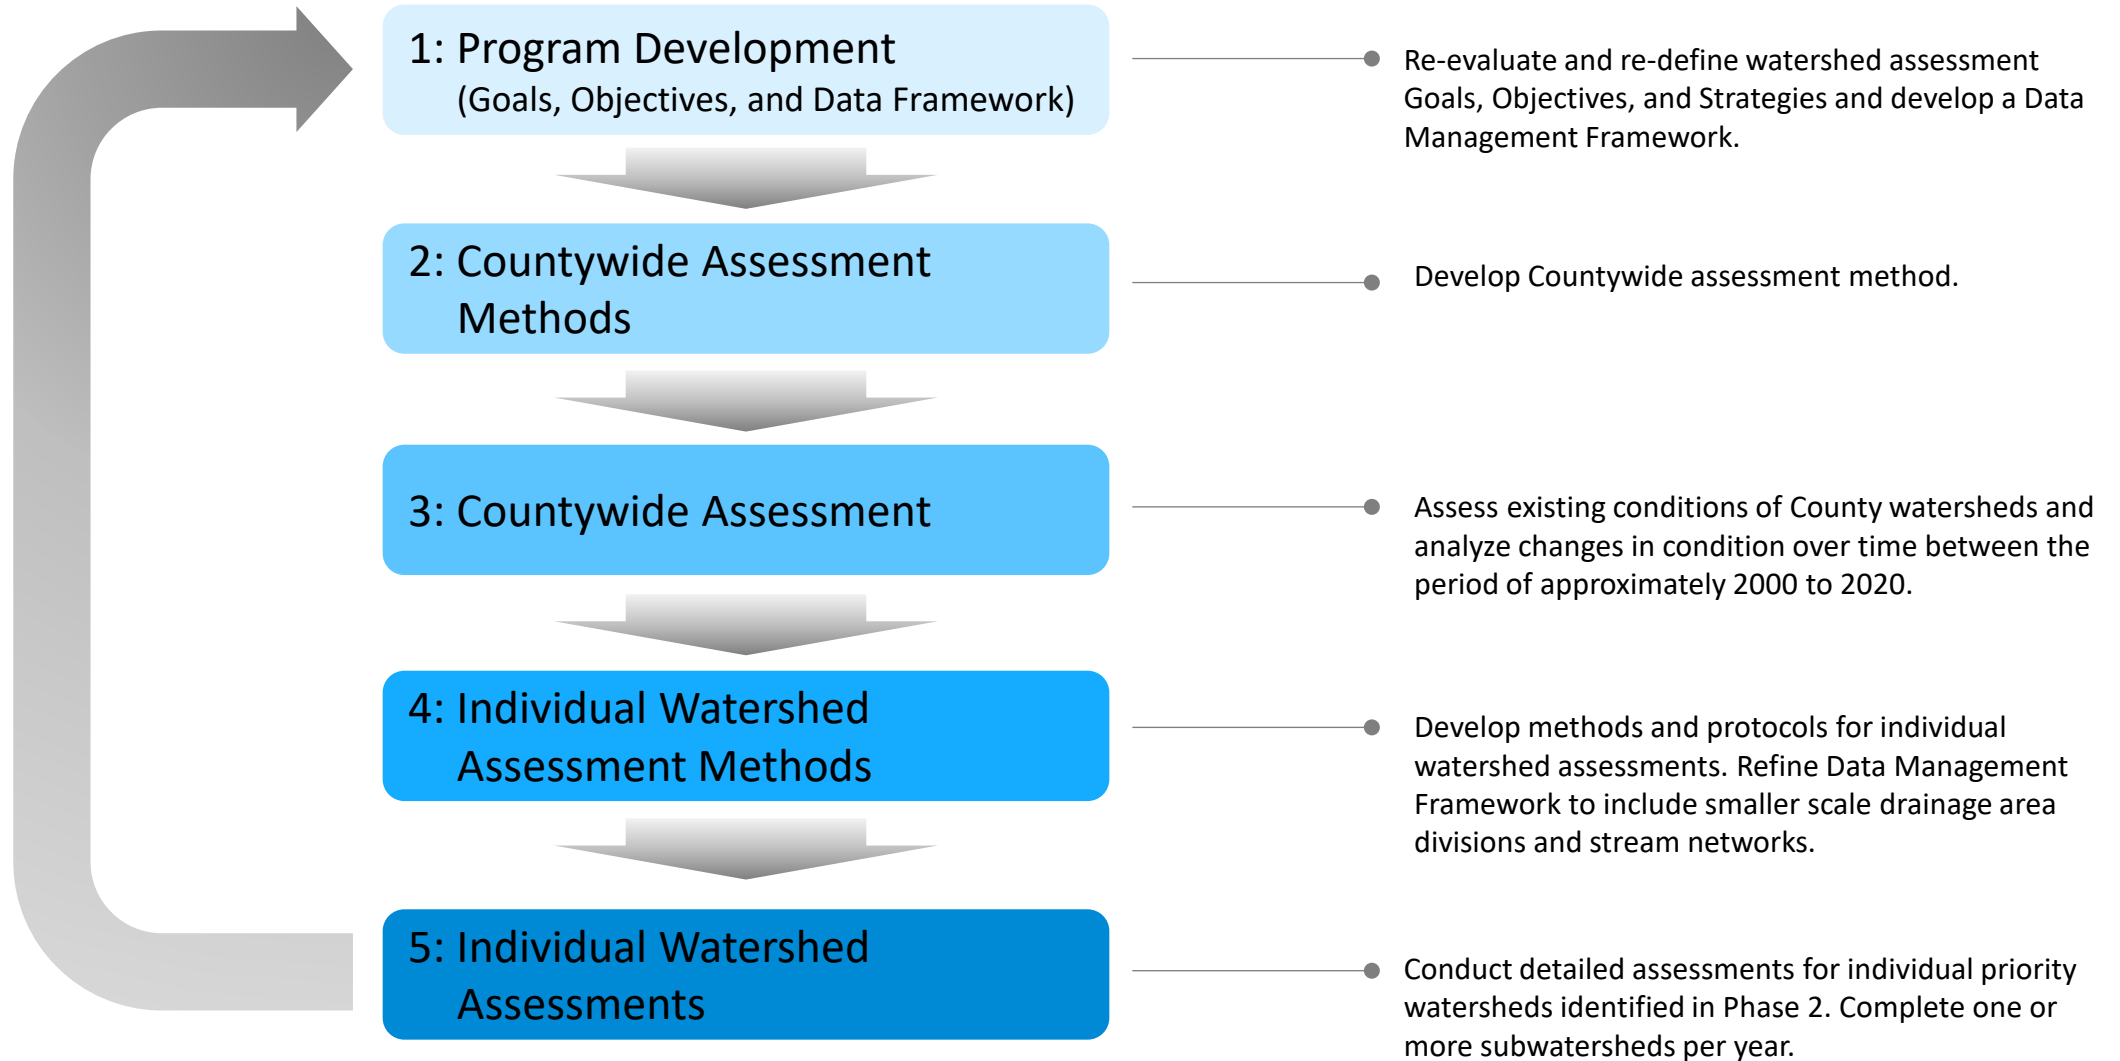 1: Program Development
(Goals, Objectives, and Data Framework)
Re-evaluate and re-define watershed assessment
Goals, Objectives, and Strategies and develop a Data
Management Framework.
2: Countywide Assessment
Methods
Develop Countywide assessment method.
3: Countywide Assessment
Assess existing conditions of County watersheds and
analyze changes in condition over time between the
period of approximately 2000 to 2020.
4: Individual Watershed
Assessment Methods
Develop methods and protocols for individual
watershed assessments. Refine Data Management
Framework to include smaller scale drainage area
divisions and stream networks.
5: Individual Watershed
Assessments
Conduct detailed assessments for individual priority
watersheds identified in Phase 2. Complete one or
more subwatersheds per year.